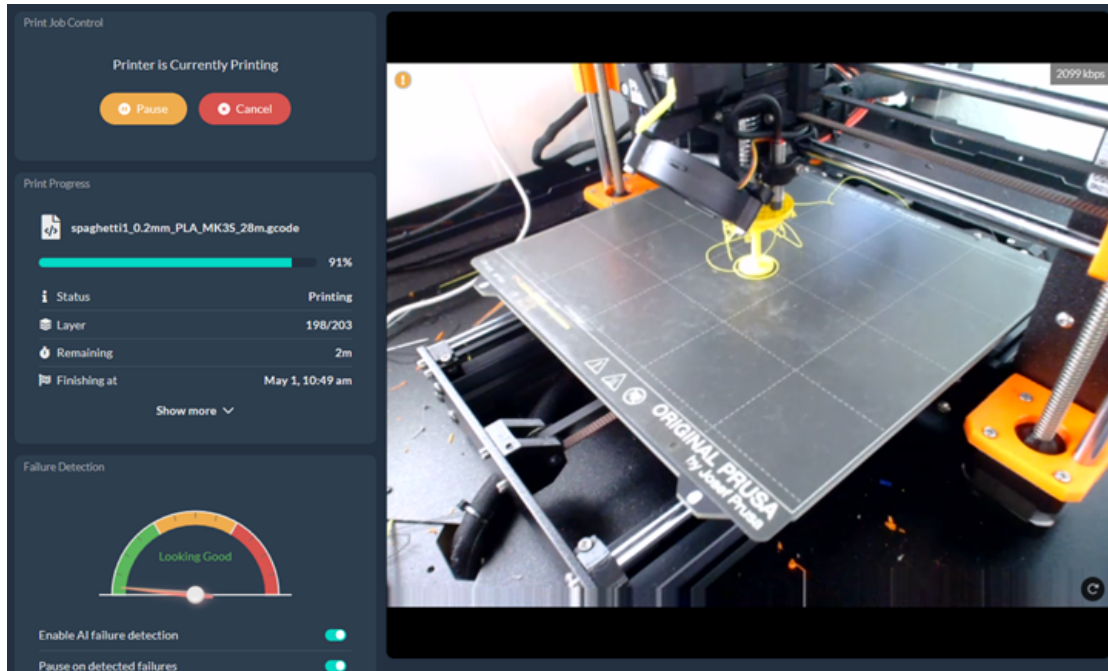 Print Job Control
Printer is Currently Printing
Pause
Cancel
Print Progress
spaghetti1_0.2mm_PLA_MK3S_28m.gcode
91%
Status Printing
Layer 198/203
Remaining 2m
Finishing at May 1, 10:49 am
Show more
Failure Detection
Looking Good
Enable AI failure detection
Pause on detected failures
2099 kbps
ORIGINAL PRUSA
by Josef Prusa